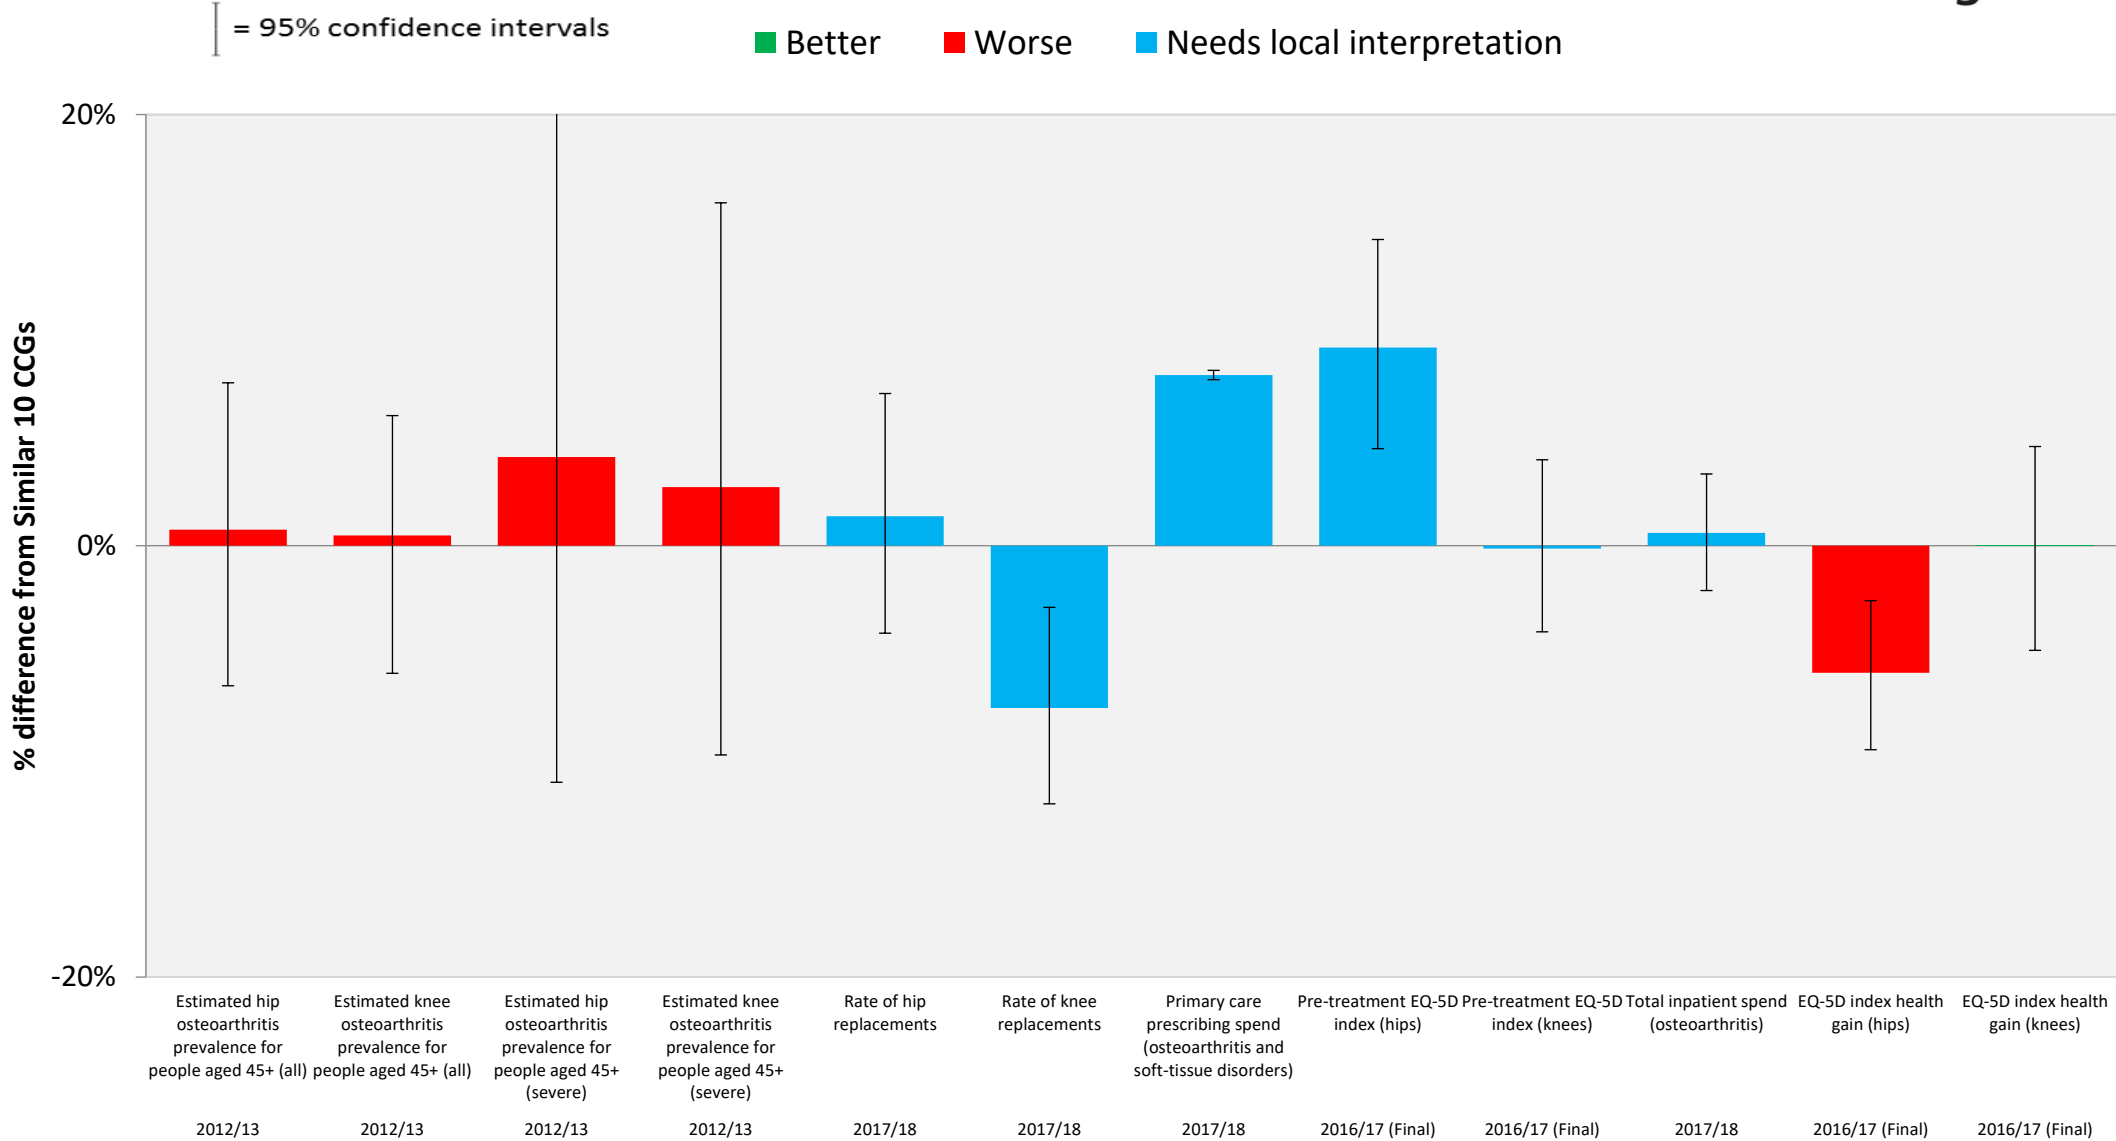 = 95% confidence intervals
Better
Worse
Needs local interpretation
% difference from Similar 10 CCGs
20%
0%
-20%
Estimated hip
osteoarthritis
prevalence for
people aged 45+ (all)
2012/13
Estimated knee
osteoarthritis
prevalence for
people aged 45+ (all)
2012/13
Estimated hip
osteoarthritis
prevalence for
people aged 45+
(severe)
2012/13
Estimated knee
osteoarthritis
prevalence for
people aged 45+
(severe)
2012/13
Rate of hip
replacements
2017/18
Rate of knee
replacements
2017/18
Primary care
prescribing spend
(osteoarthritis and
soft-tissue disorders)
2017/18
Pre-treatment EQ-5D
index (hips)
2016/17 (Final)
Pre-treatment EQ-5D
index (knees)
2016/17 (Final)
Total inpatient spend
(osteoarthritis)
2017/18
EQ-5D index health
gain (hips)
2016/17 (Final)
EQ-5D index health
gain (knees)
2016/17 (Final)